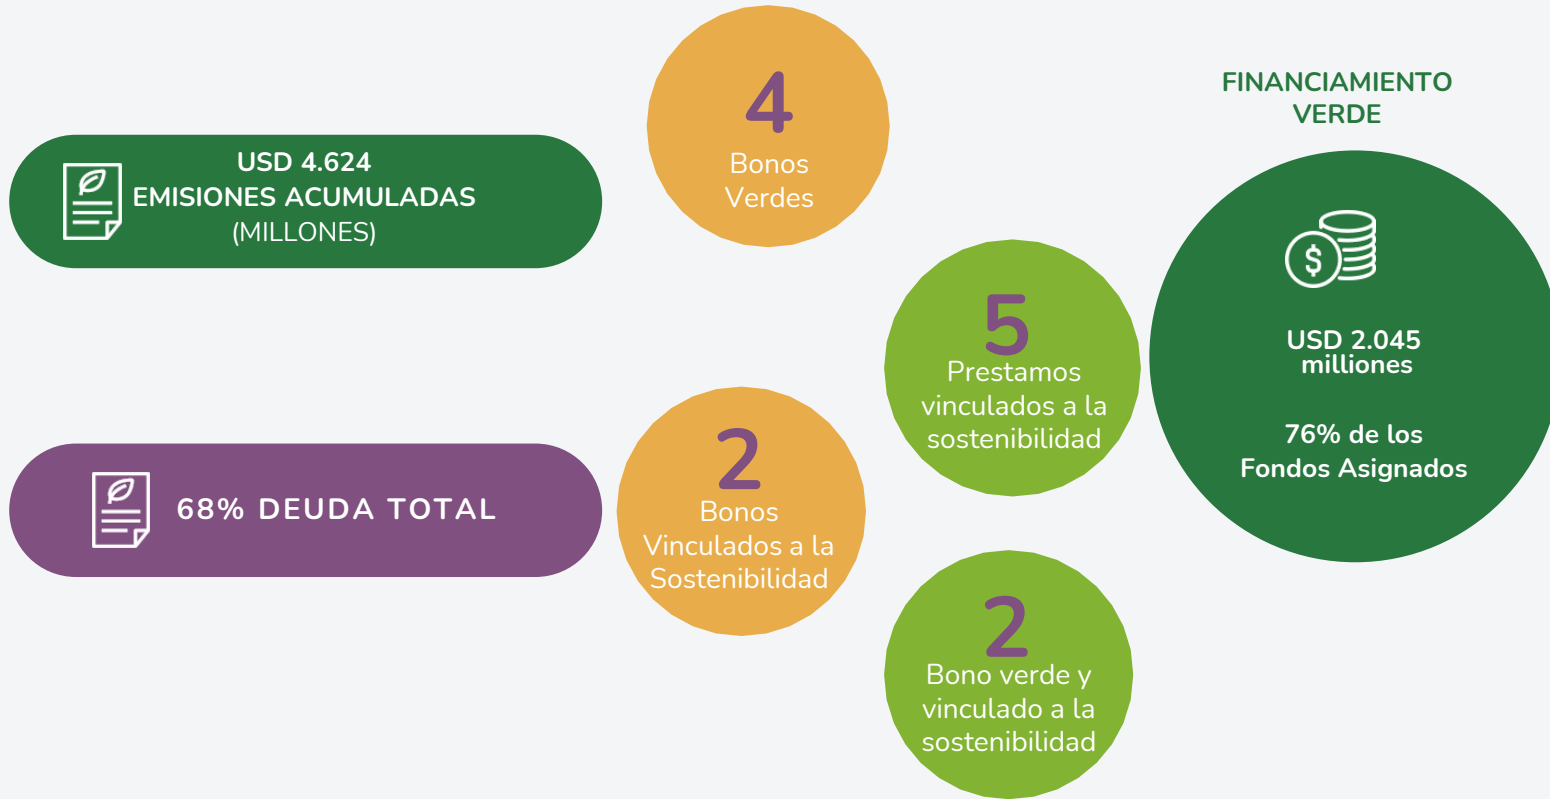 USD 4.624
EMISIONES ACUMULADAS
(MILLONES)
68% DEUDA TOTAL
4
Bonos
Verdes
2
Bonos
Vinculados a la
Sostenibilidad
5
Prestamos
vinculados a la
sostenibilidad
2
Bono verde y
vinculado a la
sostenibilidad
FINANCIAMIENTO
VERDE
$
USD 2.045
milliones
76% de los
Fondos Asignados